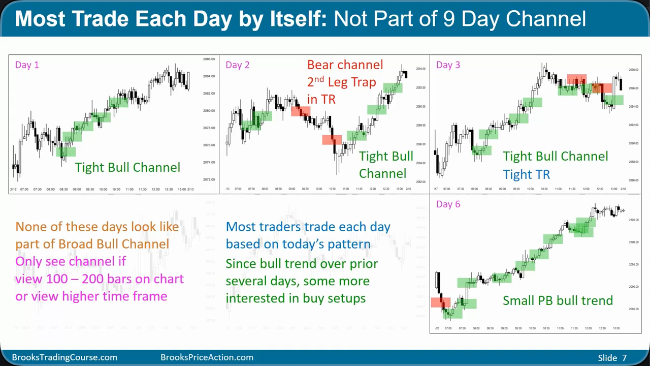 Most Trade Each Day by Itself: Not Part of 9 Day Channel
Day 1
Tight Bull Channel
Day 2
Bear channel
2nd Leg Trap
in TR
Tight Bull
Channel
Day 3
Tight Bull Channel
Tight TR
None of these days look like
part of Broad Bull Channel
Only see channel if
view 100 – 200 bars on chart
or view higher time frame
Most traders trade each day
based on today's pattern
Since bull trend over prior
several days, some more
interested in buy setups
Day 6
Small PB bull trend
BrooksTradingCourse.com
BrooksPriceAction.com
Slide 7